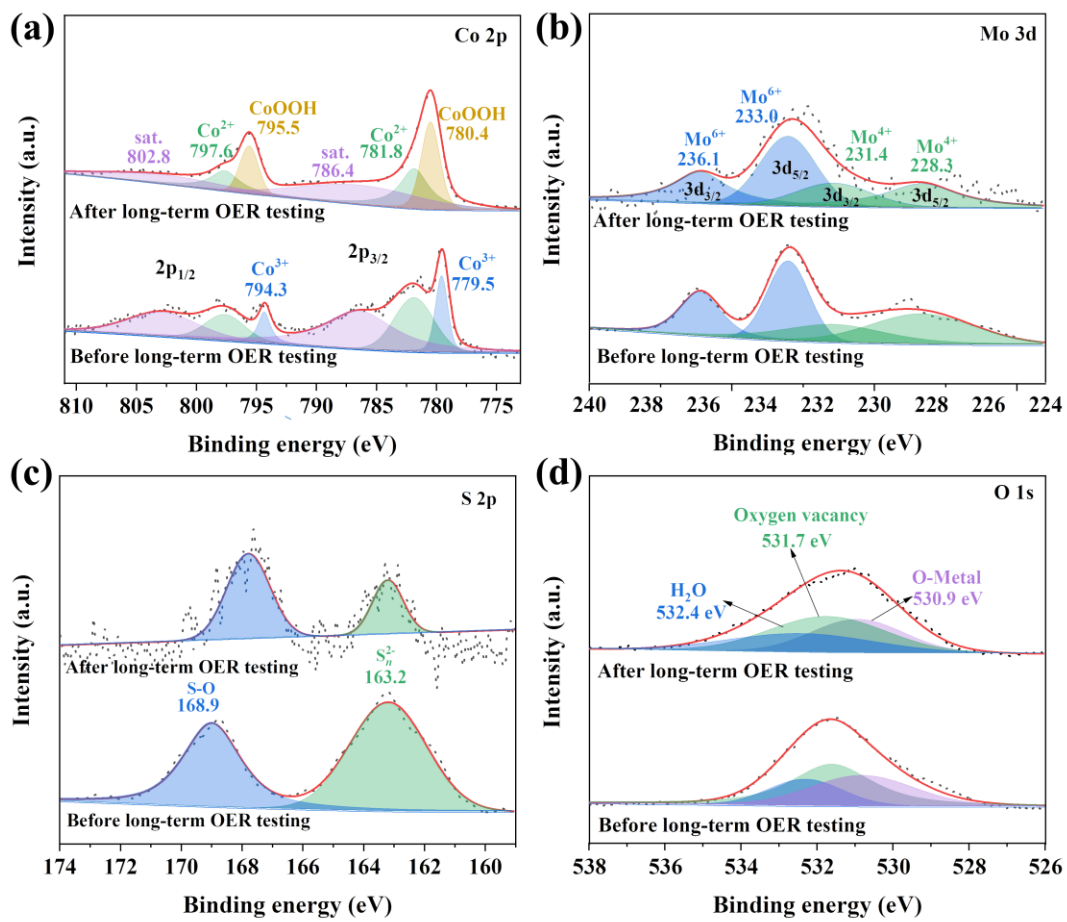 (a)
Co 2p
CoOOH
795.5
CoOOH
780.4
Co²⁺
797.6
Co²⁺
781.8
sat.
802.8
sat.
786.4
After long-term OER testing
2p₁/₂
2p₃/₂
Co³⁺
794.3
Co³⁺
779.5
Before long-term OER testing
Intensity (a.u.)
810 805 800 795 790 785 780 775
Binding energy (eV)
(b)
Mo 3d
Mo⁶⁺
233.0
Mo⁶⁺
236.1
Mo⁴⁺
231.4
Mo⁴⁺
228.3
3d₃/₂
3d₅/₂
3d₃/₂
3d₅/₂
After long-term OER testing
Before long-term OER testing
Intensity (a.u.)
240 236 234 232 230 228 226 224
Binding energy (eV)
(c)
S 2p
After long-term OER testing
S-O
168.9
Sₙ²⁻
163.2
Before long-term OER testing
Intensity (a.u.)
174 172 170 168 166 164 162 160
Binding energy (eV)
(d)
O 1s
Oxygen vacancy
531.7 eV
H₂O
532.4 eV
O-Metal
530.9 eV
After long-term OER testing
Before long-term OER testing
Intensity (a.u.)
538 536 534 532 530 528 526
Binding energy (eV)